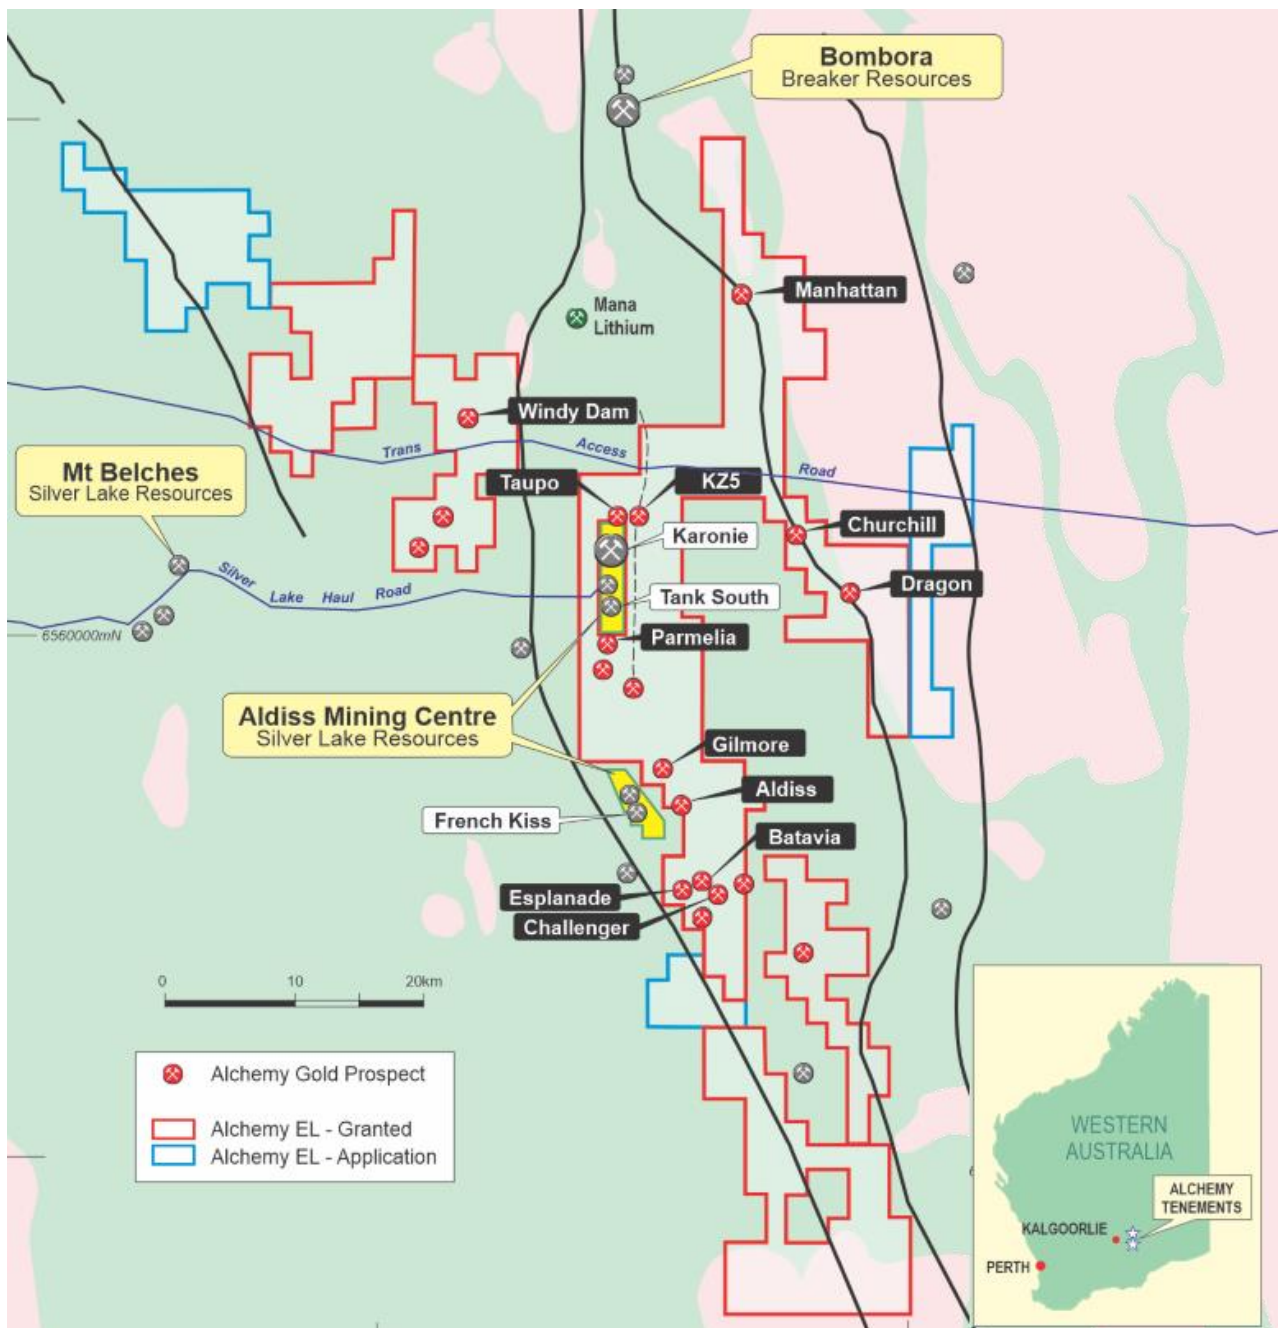 Bombora
Breaker Resources
Manhattan
Mana
Lithium
Windy Dam
Trans Access Road
Mt Belches
Silver Lake Resources
Taupo
KZ5
Karonie
Churchill
Silver Lake Haul Road
Tank South
Dragon
6560000mN
Parmelia
Aldiss Mining Centre
Silver Lake Resources
Gilmore
Aldiss
French Kiss
Batavia
Esplanade
Challenger
0 10 20km
Alchemy Gold Prospect
Alchemy EL - Granted
Alchemy EL - Application
WESTERN
AUSTRALIA
ALCHEMY
TENEMENTS
KALGOORLIE
PERTH